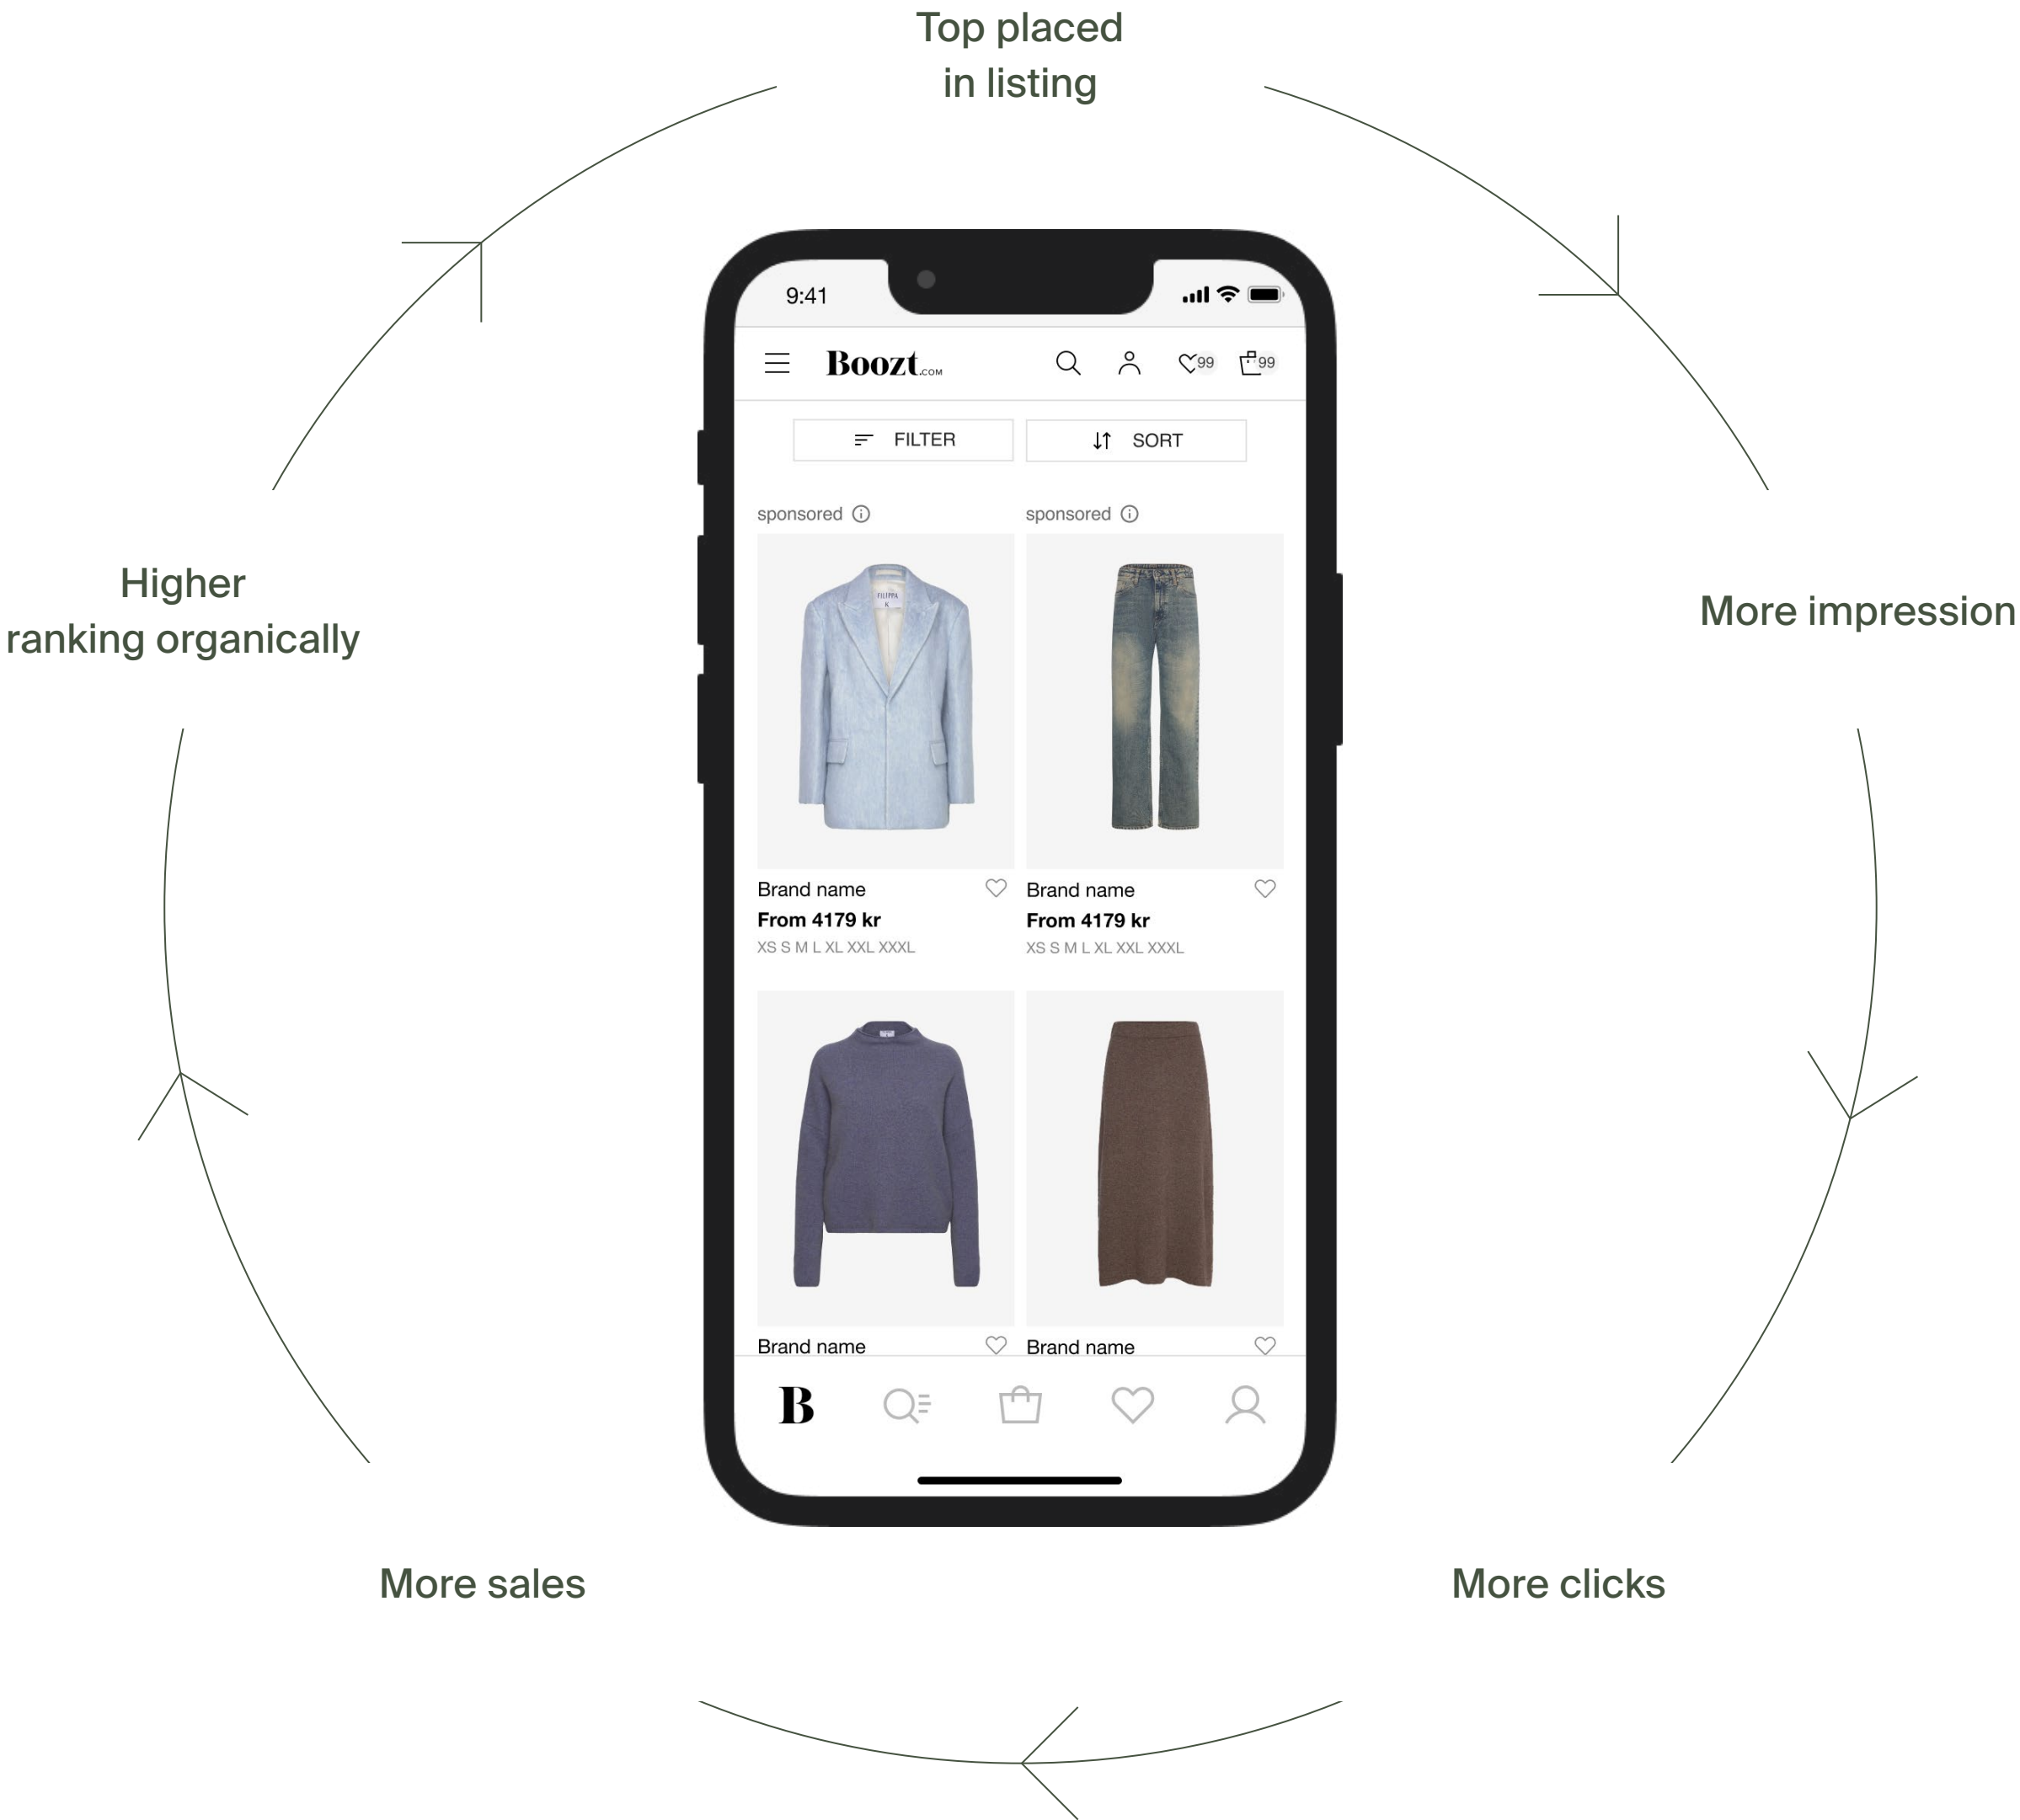 Top placed
in listing
9:41
Boozt.COM
99
99
FILTER
SORT
Higher
ranking organically
More impression
sponsored
sponsored
FILIPPA
K
Brand name
Brand name
From 4179 kr
From 4179 kr
XS S M L XL XXL XXXL
XS S M L XL XXL XXXL
Brand name
Brand name
B
More sales
More clicks